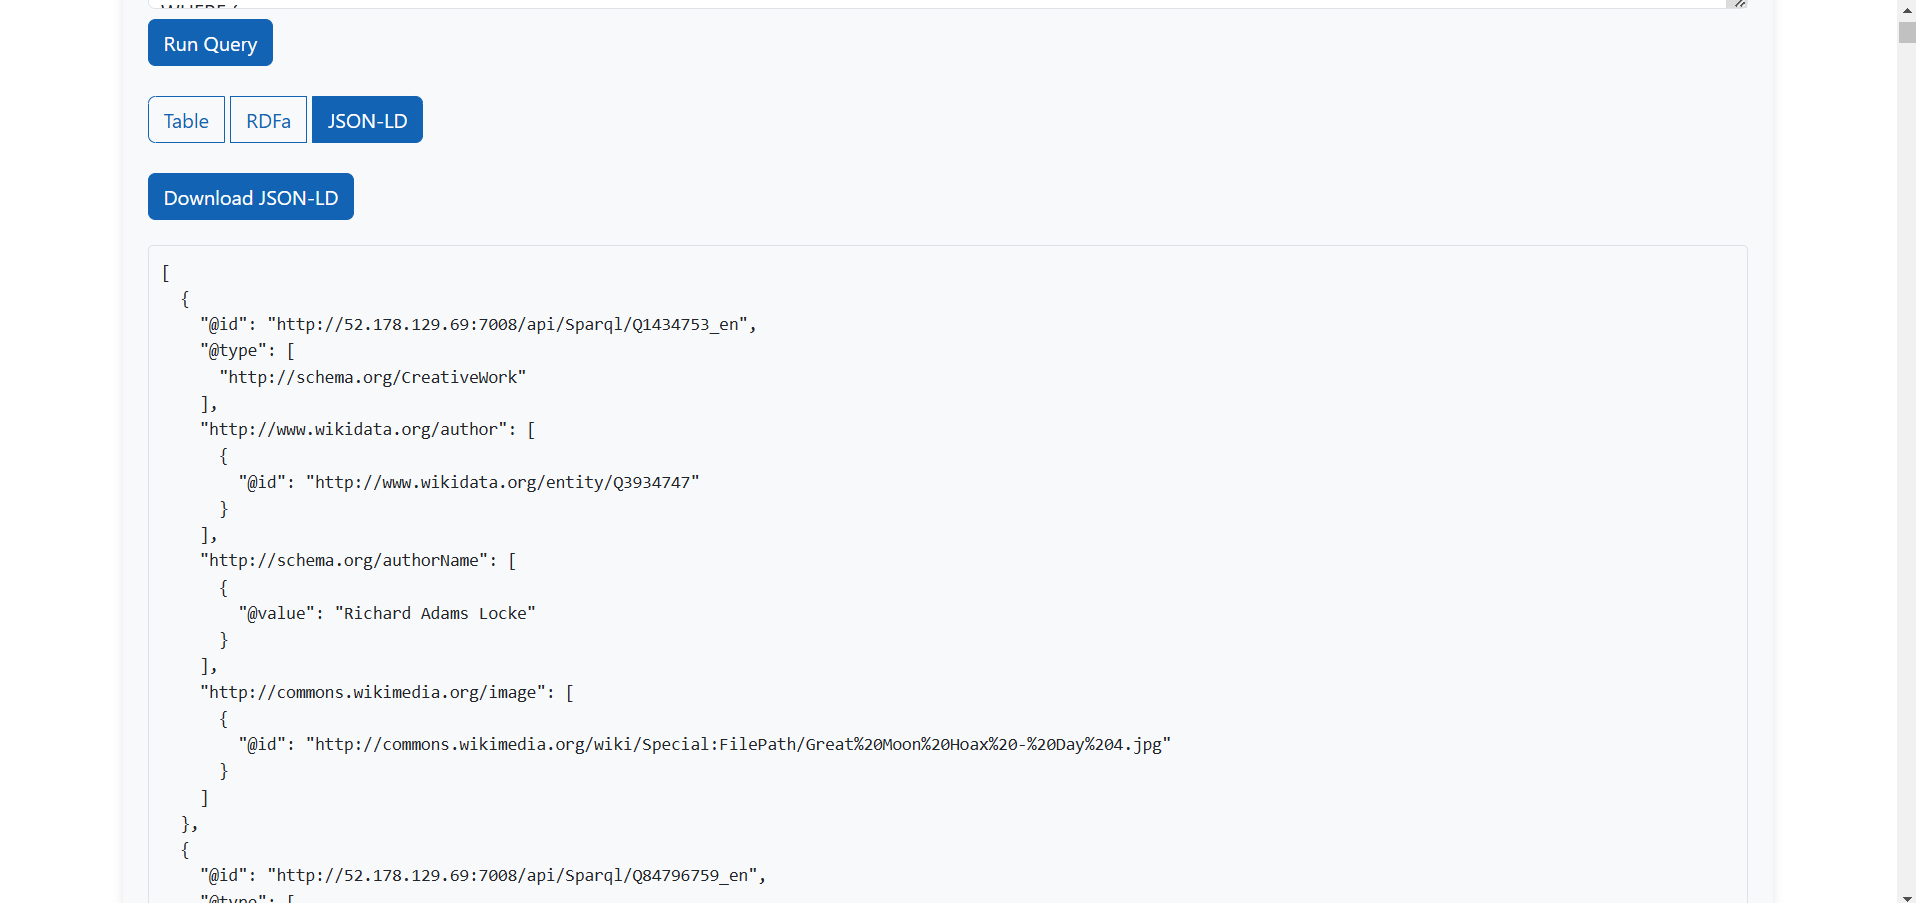 WHERE {
Run Query
Table RDFa JSON-LD
Download JSON-LD
[
  {
    "@id": "http://52.178.129.69:7008/api/Sparql/Q1434753_en",
    "@type": [
      "http://schema.org/CreativeWork"
    ],
    "http://www.wikidata.org/author": [
      {
        "@id": "http://www.wikidata.org/entity/Q3934747"
      }
    ],
    "http://schema.org/authorName": [
      {
        "@value": "Richard Adams Locke"
      }
    ],
    "http://commons.wikimedia.org/image": [
      {
        "@id": "http://commons.wikimedia.org/wiki/Special:FilePath/Great%20Moon%20Hoax%20-%20Day%204.jpg"
      }
    ]
  },
  {
    "@id": "http://52.178.129.69:7008/api/Sparql/Q84796759_en",
    "@type": [